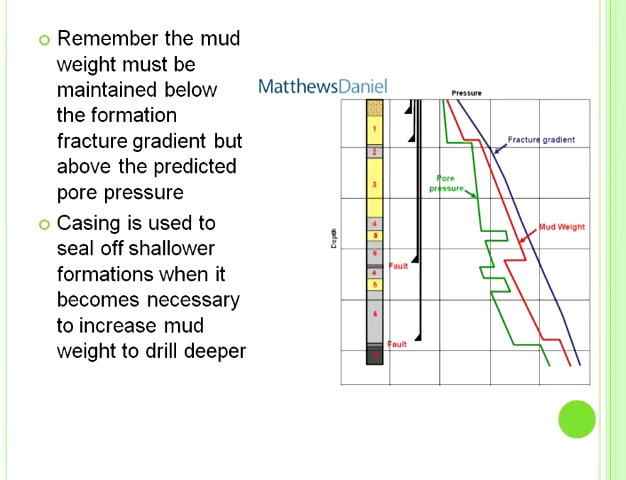 Remember the mud
weight must be
maintained below
the formation
fracture gradient but
above the predicted
pore pressure
Casing is used to
seal off shallower
formations when it
becomes necessary
to increase mud
weight to drill deeper
MatthewsDaniel
Pressure
Fracture gradient
Pore
pressure
Mud Weight
Depth
Fault
Fault
1
2
3
4
5
6
4
5
6